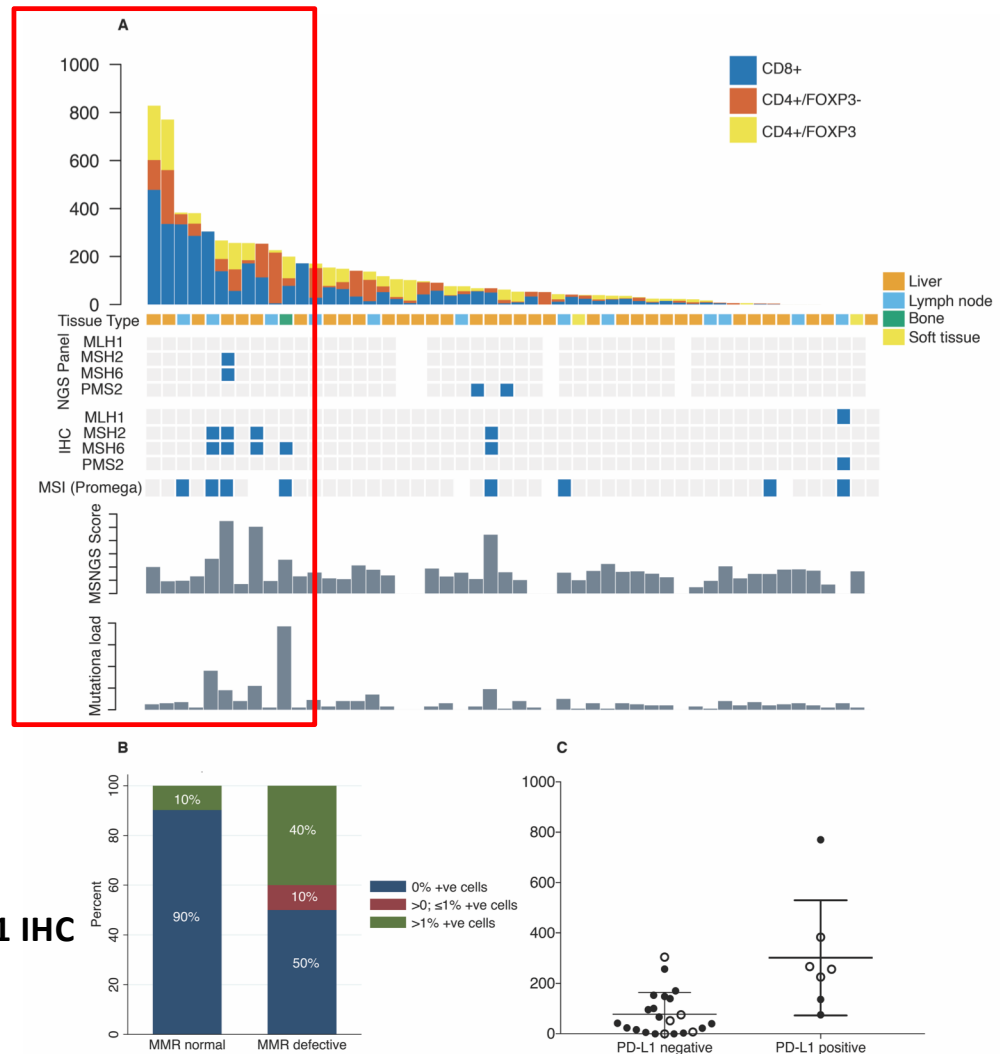 A
1000
800
600
400
200
0
CD8+
CD4+/FOXP3-
CD4+/FOXP3
Tissue Type
Liver
Lymph node
Bone
Soft tissue
NGS Panel
MLH1
MSH2
MSH6
PMS2
IHC
MLH1
MSH2
MSH6
PMS2
MSI (Promega)
MSNGS Score
Mutationa load
B
Percent
100
80
60
40
20
0
10%
90%
40%
10%
50%
MMR normal
MMR defective
0% +ve cells
>0; ≤1% +ve cells
>1% +ve cells
1 IHC
C
1000
800
600
400
200
0
PD-L1 negative
PD-L1 positive